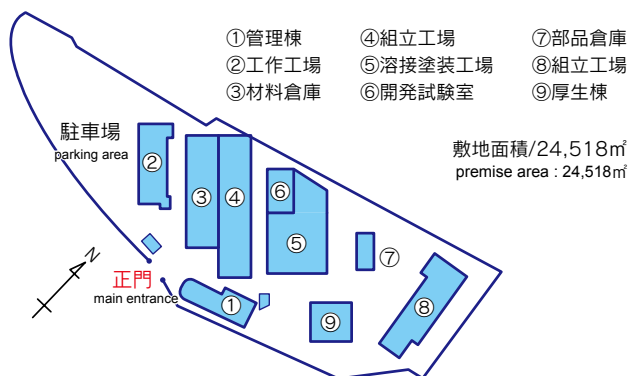 ①管理棟 ④組立工場 ⑦部品倉庫
②工作工場 ⑤溶接塗装工場 ⑧組立工場
③材料倉庫 ⑥開発試験室 ⑨厚生棟
駐車場
parking area
敷地面積/24,518㎡
premise area : 24,518㎡
②
③
④
⑥
⑤
⑦
N
正門
main entrance
①
⑨
⑧